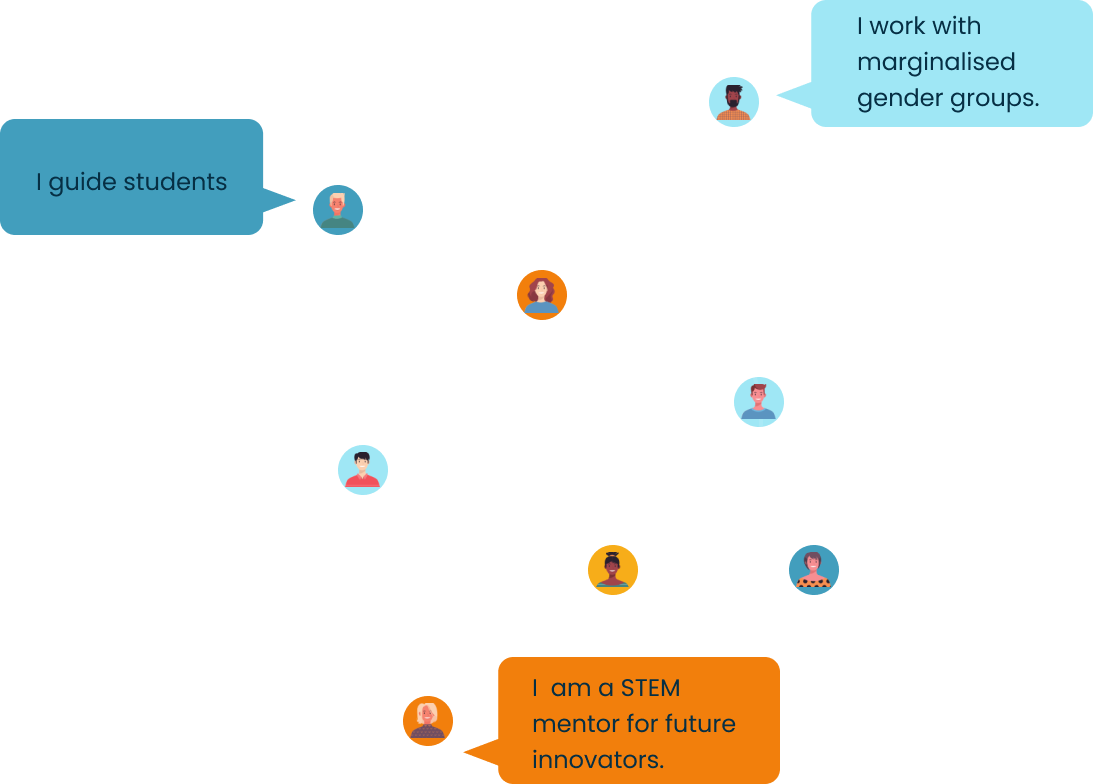 I work with
marginalised
gender groups.
I guide students
I  am a STEM
mentor for future
innovators.